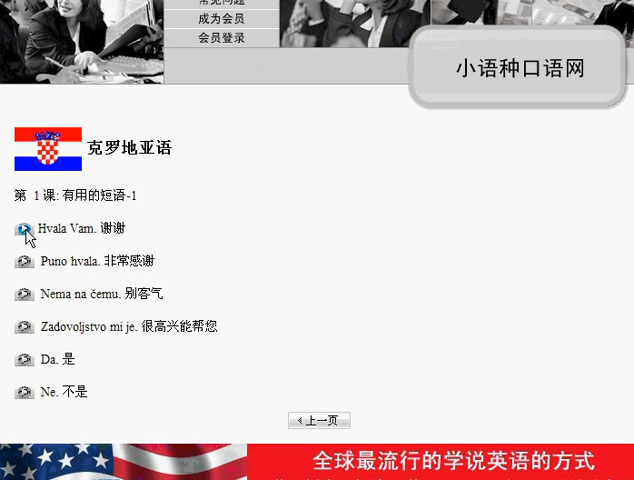 常见问题
成为会员
会员登录
小语种口语网
克罗地亚语
第 1 课: 有用的短语-1
Hvala Vam. 谢谢
Puno hvala. 非常感谢
Nema na čemu. 别客气
Zadovoljstvo mi je. 很高兴能帮您
Da. 是
Ne. 不是
上一页
全球最流行的学说英语的方式